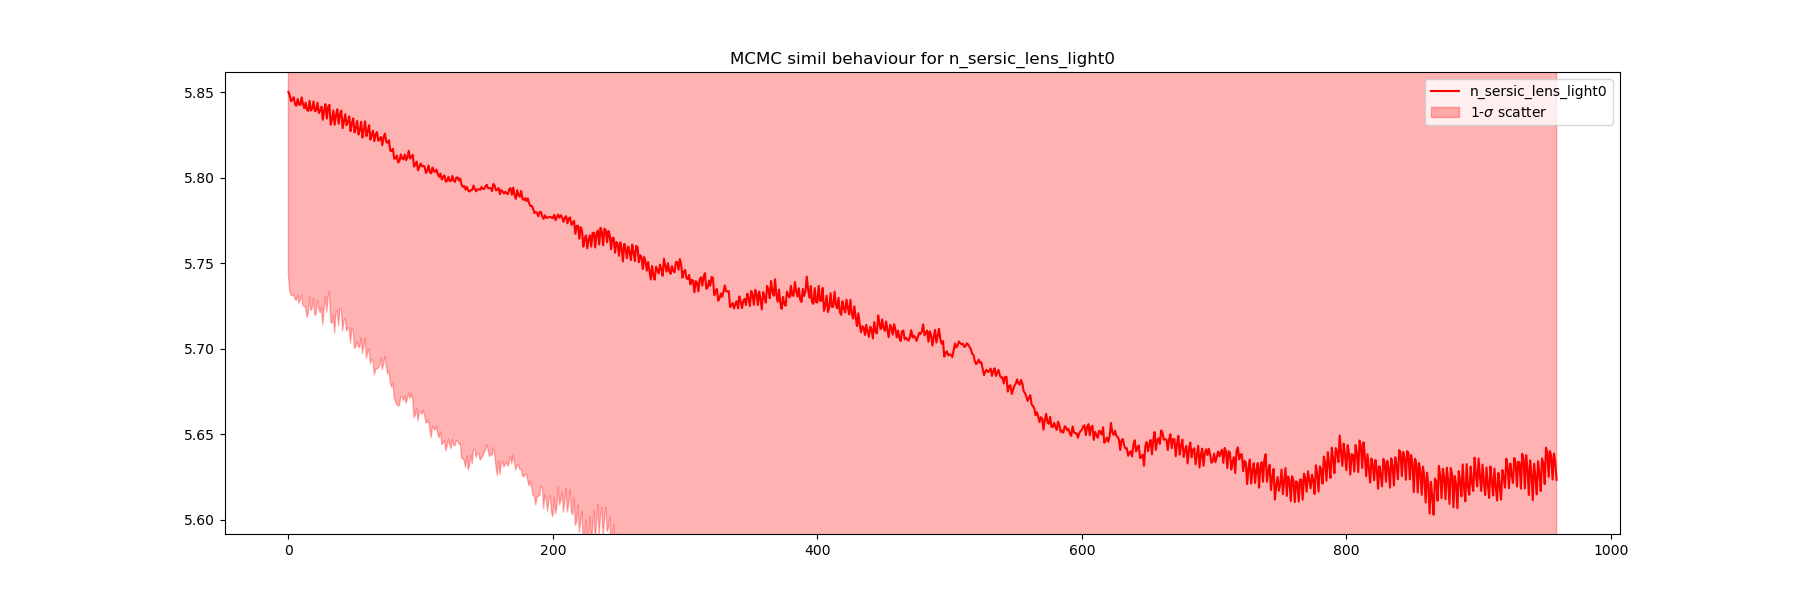 MCMC simil behaviour for n_sersic_lens_light0
n_sersic_lens_light0
1-σ scatter
5.85
5.80
5.75
5.70
5.65
5.60
0 200 400 600 800 1000